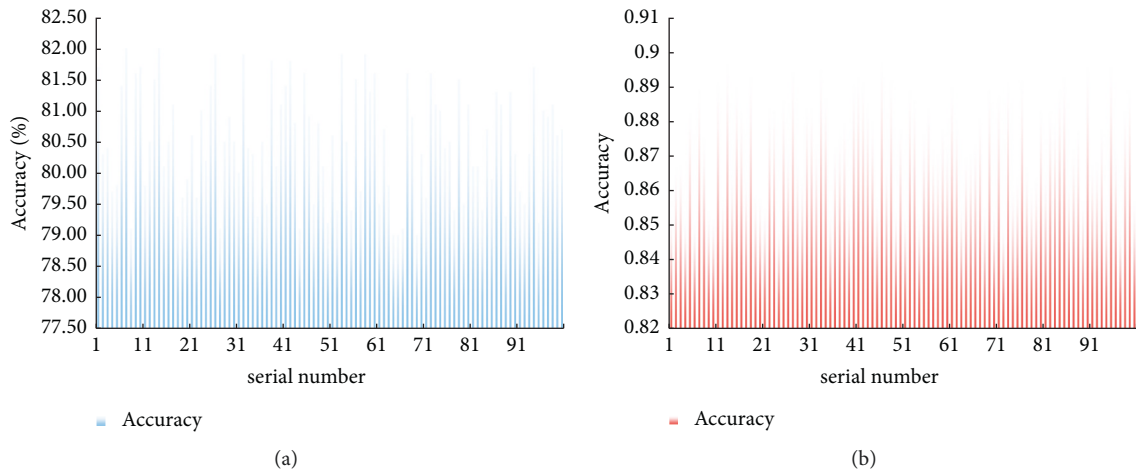 82.50
82.00
81.50
81.00
80.50
80.00
79.50
79.00
78.50
78.00
77.50
Accuracy (%)
1 11 21 31 41 51 61 71 81 91
serial number
Accuracy
(a)
0.91
0.9
0.89
0.88
0.87
0.86
0.85
0.84
0.83
0.82
Accuracy
1 11 21 31 41 51 61 71 81 91
serial number
Accuracy
(b)